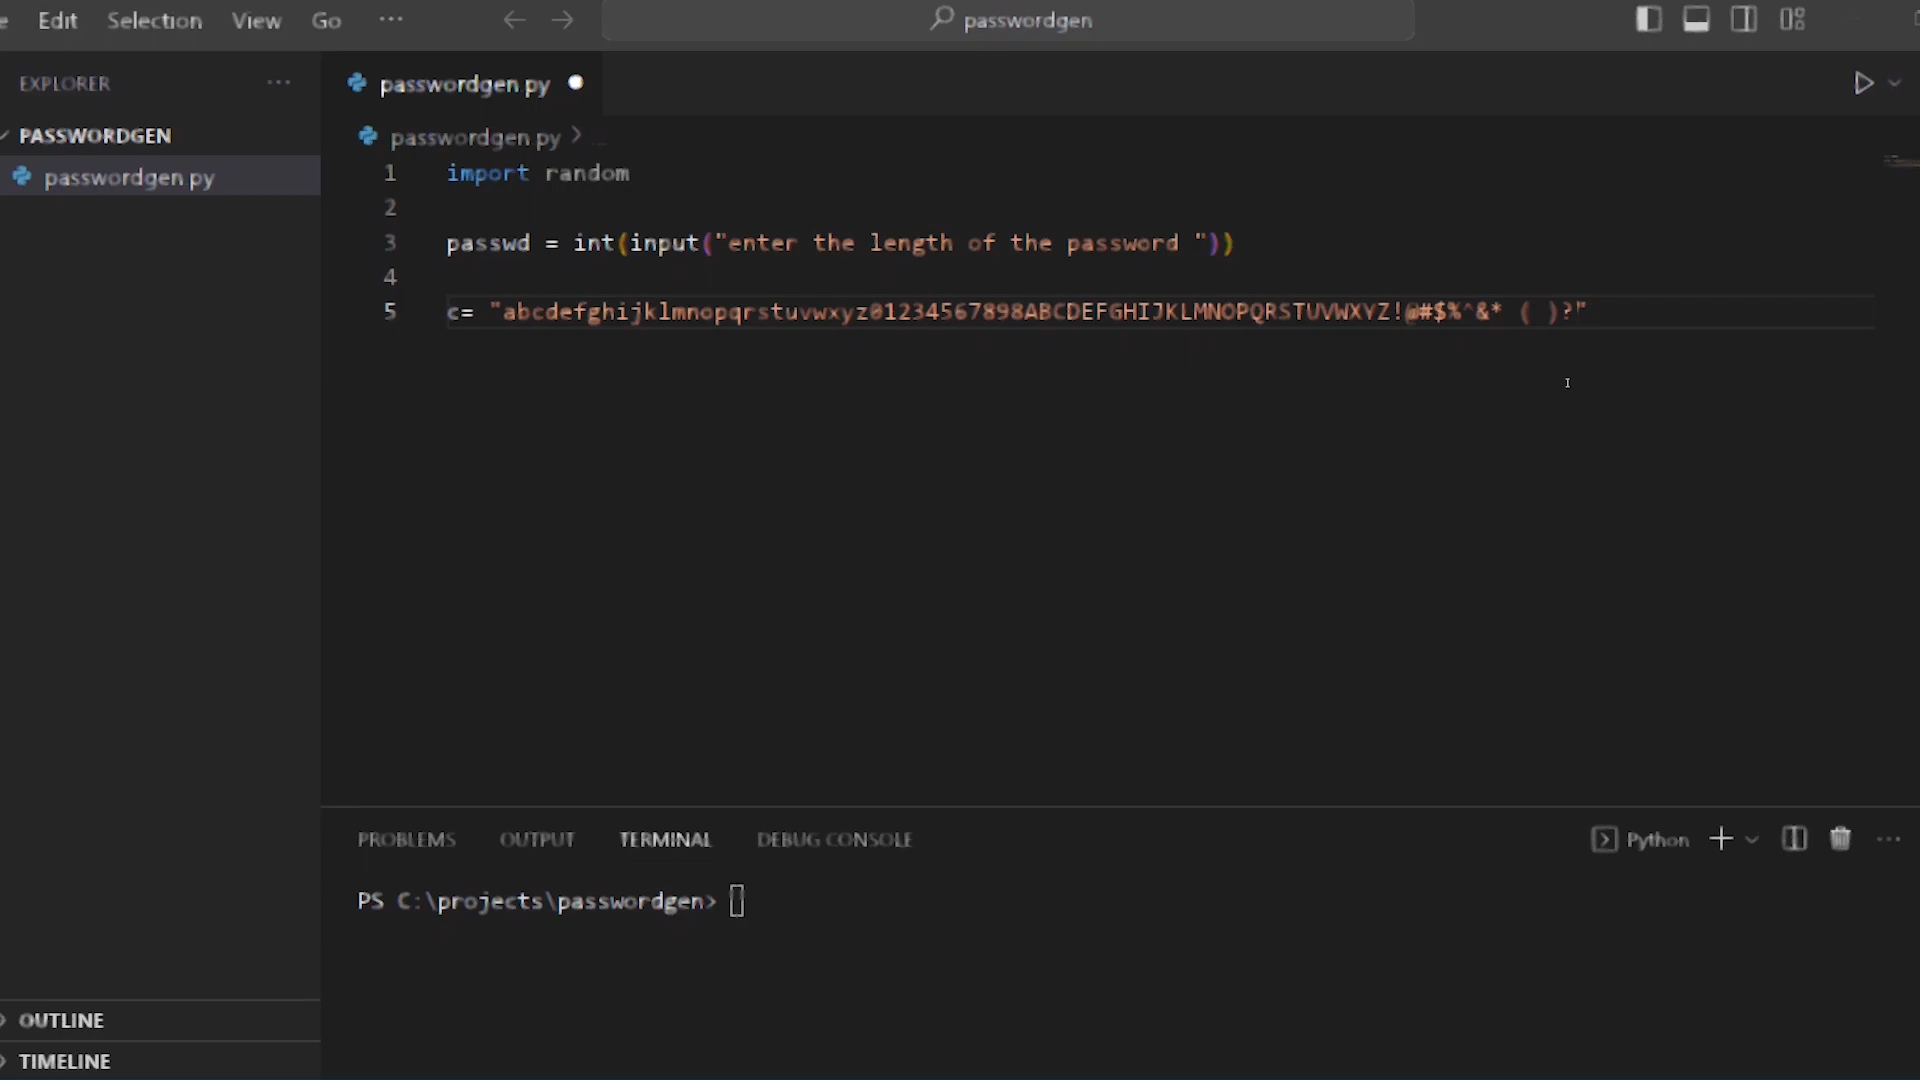 Edit Selection View Go ··· passwordgen
EXPLORER ···
passwordgen.py
PASSWORDGEN
passwordgen.py
passwordgen.py > ...
1 import random
2
3 passwd = int(input("enter the length of the password "))
4
5 c= "abcdefghijklmnopqrstuvwxyz01234567898ABCDEFGHIJKLMNOPQRSTUVWXYZ!@#$%^&* ( )?"
PROBLEMS OUTPUT TERMINAL DEBUG CONSOLE Python
PS C:\projects\passwordgen>
OUTLINE
TIMELINE